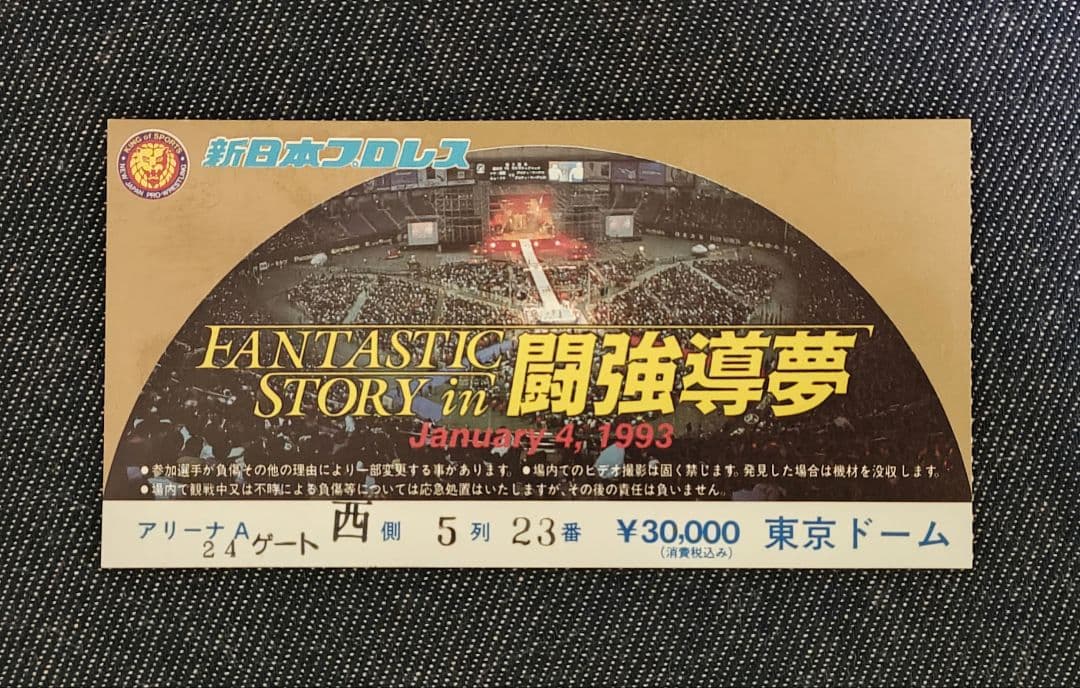 KING of SPORTS
NEW JAPAN PRO-WRESTLING
新日本プロレス
FANTASTIC
STORY in 闘強導夢
January 4, 1993
●参加選手が負傷その他の理由により一部変更する事があります。 ●場内でのビデオ撮影は固く禁じます。発見した場合は機材を没収します。
●場内で観戦中又は不時による負傷等については応急処置はいたしますが、その後の責任は負いません。
アリーナA 西側 5列 23番 ¥30,000 東京ドーム
24ゲート (消費税込み)